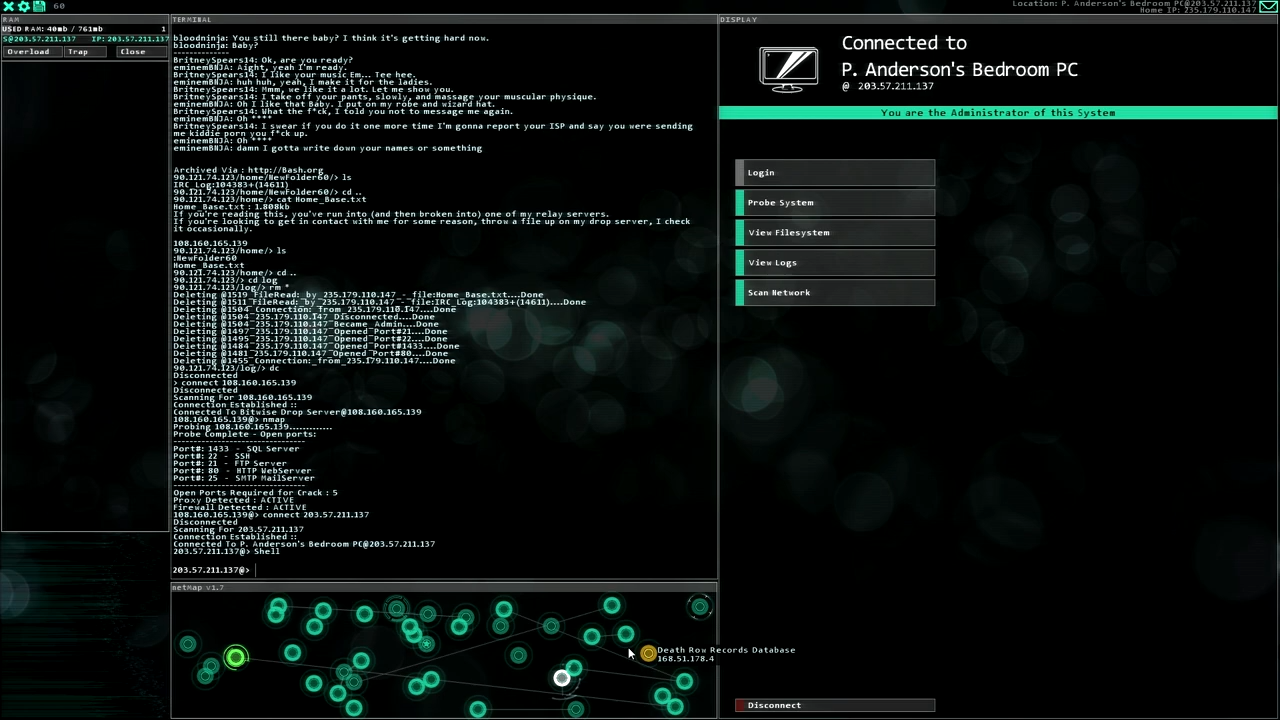 60
Location: P. Anderson's Bedroom PC@203.57.211.137
Home IP: 235.179.110.147
RAM
USED RAM: 40mb / 761mb 1
S@203.57.211.137 IP: 203.57.211.137
Overload Trap Close
TERMINAL
bloodninja: You still there baby? I think it's getting hard now.
bloodninja: Baby?
--------------
BritneySpears14: Ok, are you ready?
eminemBNJA: Aight, yeah I'm ready.
BritneySpears14: I like your music Em... Tee hee.
eminemBNJA: huh huh, yeah, I make it for the ladies.
BritneySpears14: Mmm, we like it a lot. Let me show you.
BritneySpears14: I take off your pants, slowly, and massage your muscular physique.
eminemBNJA: Oh I like that Baby. I put on my robe and wizard hat.
BritneySpears14: What the f*ck, I told you not to message me again.
eminemBNJA: Oh ****
BritneySpears14: I swear if you do it one more time I'm gonna report your ISP and say you were sending
me kiddie porn you f*ck up.
eminemBNJA: Oh ****
eminemBNJA: damn I gotta write down your names or something
Archived Via : http://Bash.org
90.121.74.123/home/NewFolder60/> ls
IRC_Log:104383+(14611)
90.121.74.123/home/NewFolder60/> cd ..
90.121.74.123/home/> cat Home_Base.txt
Home_Base.txt : 1.808kb
If you're reading this, you've run into (and then broken into) one of my relay servers.
If you're looking to get in contact with me for some reason, throw a file up on my drop server, I check
it occasionally.
108.160.165.139
90.121.74.123/home/> ls
:NewFolder60
Home_Base.txt
90.121.74.123/home/> cd ..
90.121.74.123/> cd log
90.121.74.123/log/> rm *
Deleting @1519_FileRead:_by_235.179.110.147_-_file:Home_Base.txt....Done
Deleting @1511_FileRead:_by_235.179.110.147_-_file:IRC_Log:104383+(14611)....Done
Deleting @1504_Connection:_from_235.179.110.147....Done
Deleting @1504_235.179.110.147_Disconnected....Done
Deleting @1504_235.179.110.147_Became_Admin....Done
Deleting @1497_235.179.110.147_Opened_Port#21....Done
Deleting @1495_235.179.110.147_Opened_Port#22....Done
Deleting @1484_235.179.110.147_Opened_Port#1433....Done
Deleting @1481_235.179.110.147_Opened_Port#80....Done
Deleting @1455_Connection:_from_235.179.110.147....Done
90.121.74.123/log/> dc
Disconnected
> connect 108.160.165.139
Disconnected
Scanning For 108.160.165.139
Connection Established ::
Connected To Bitwise Drop Server@108.160.165.139
108.160.165.139@> nmap
Probing 108.160.165.139.............
Probe Complete - Open ports:
---------------------------
Port#: 1433 - SQL Server
Port#: 22 - SSH
Port#: 21 - FTP Server
Port#: 80 - HTTP WebServer
Port#: 25 - SMTP MailServer
---------------------------
Open Ports Required for Crack : 5
Proxy Detected : ACTIVE
Firewall Detected : ACTIVE
108.160.165.139@> connect 203.57.211.137
Disconnected
Scanning For 203.57.211.137
Connection Established ::
Connected To P. Anderson's Bedroom PC@203.57.211.137
203.57.211.137@> Shell
203.57.211.137@>
netMap v1.7
Death Row Records Database
168.51.178.4
DISPLAY
Connected to
P. Anderson's Bedroom PC
@ 203.57.211.137
You are the Administrator of this System
Login
Probe System
View Filesystem
View Logs
Scan Network
Disconnect